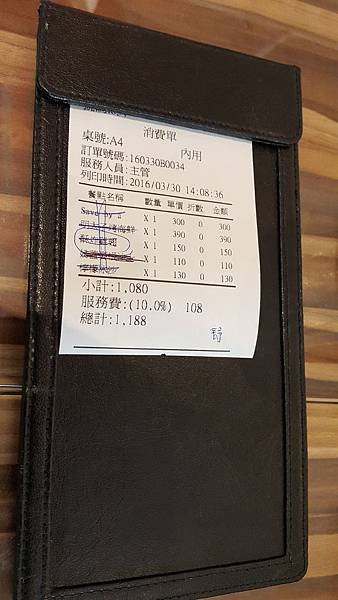 消費單
桌號:A4 內用
訂單號碼:160330B0034
服務人員:主管
列印時間:2016/03/30 14:08:36
餐點名稱 數量 單價 折數 金額
X 1 300 0 300
海鮮 X 1 390 0 390
X 1 150 0 150
X 1 110 0 110
X 1 130 0 130
小計:1,080
服務費:(10.0%) 108
總計:1,188